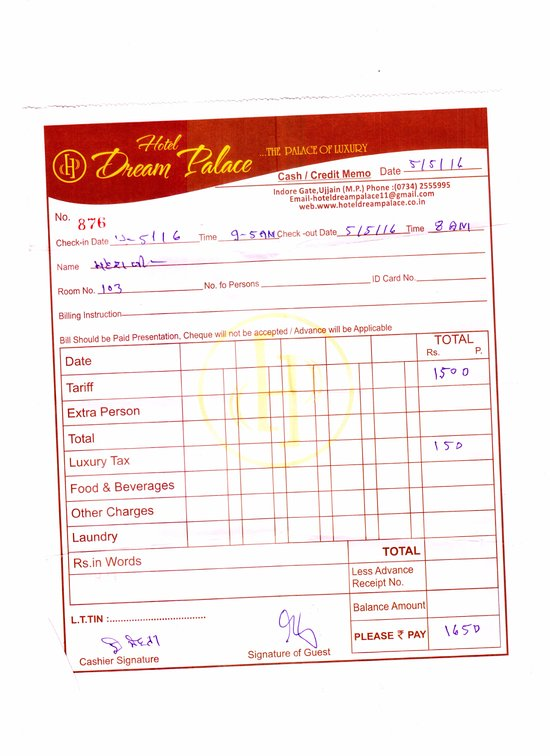 Hotel
Dream Palace ...THE PALACE OF LUXURY
Cash / Credit Memo Date 5/5/16
Indore Gate,Ujjain (M.P.) Phone :(0734) 2555995
Email-hoteldreampalace11@gmail.com
web.www.hoteldreampalace.co.in
No. 876
Check-in Date 5/16 Time 9-5AM Check -out Date 5/5/16 Time 8 AM
Name
Room No. 103 No. fo Persons ID Card No.
Billing Instruction
Bill Should be Paid Presentation, Cheque will not be accepted / Advance will be Applicable
Date TOTAL
Rs. P.
Tariff 1500
Extra Person
Total
Luxury Tax 150
Food & Beverages
Other Charges
Laundry
Rs.in Words TOTAL
Less Advance
Receipt No.
Balance Amount
L.T.TIN :
PLEASE ₹ PAY 1650
Cashier Signature Signature of Guest